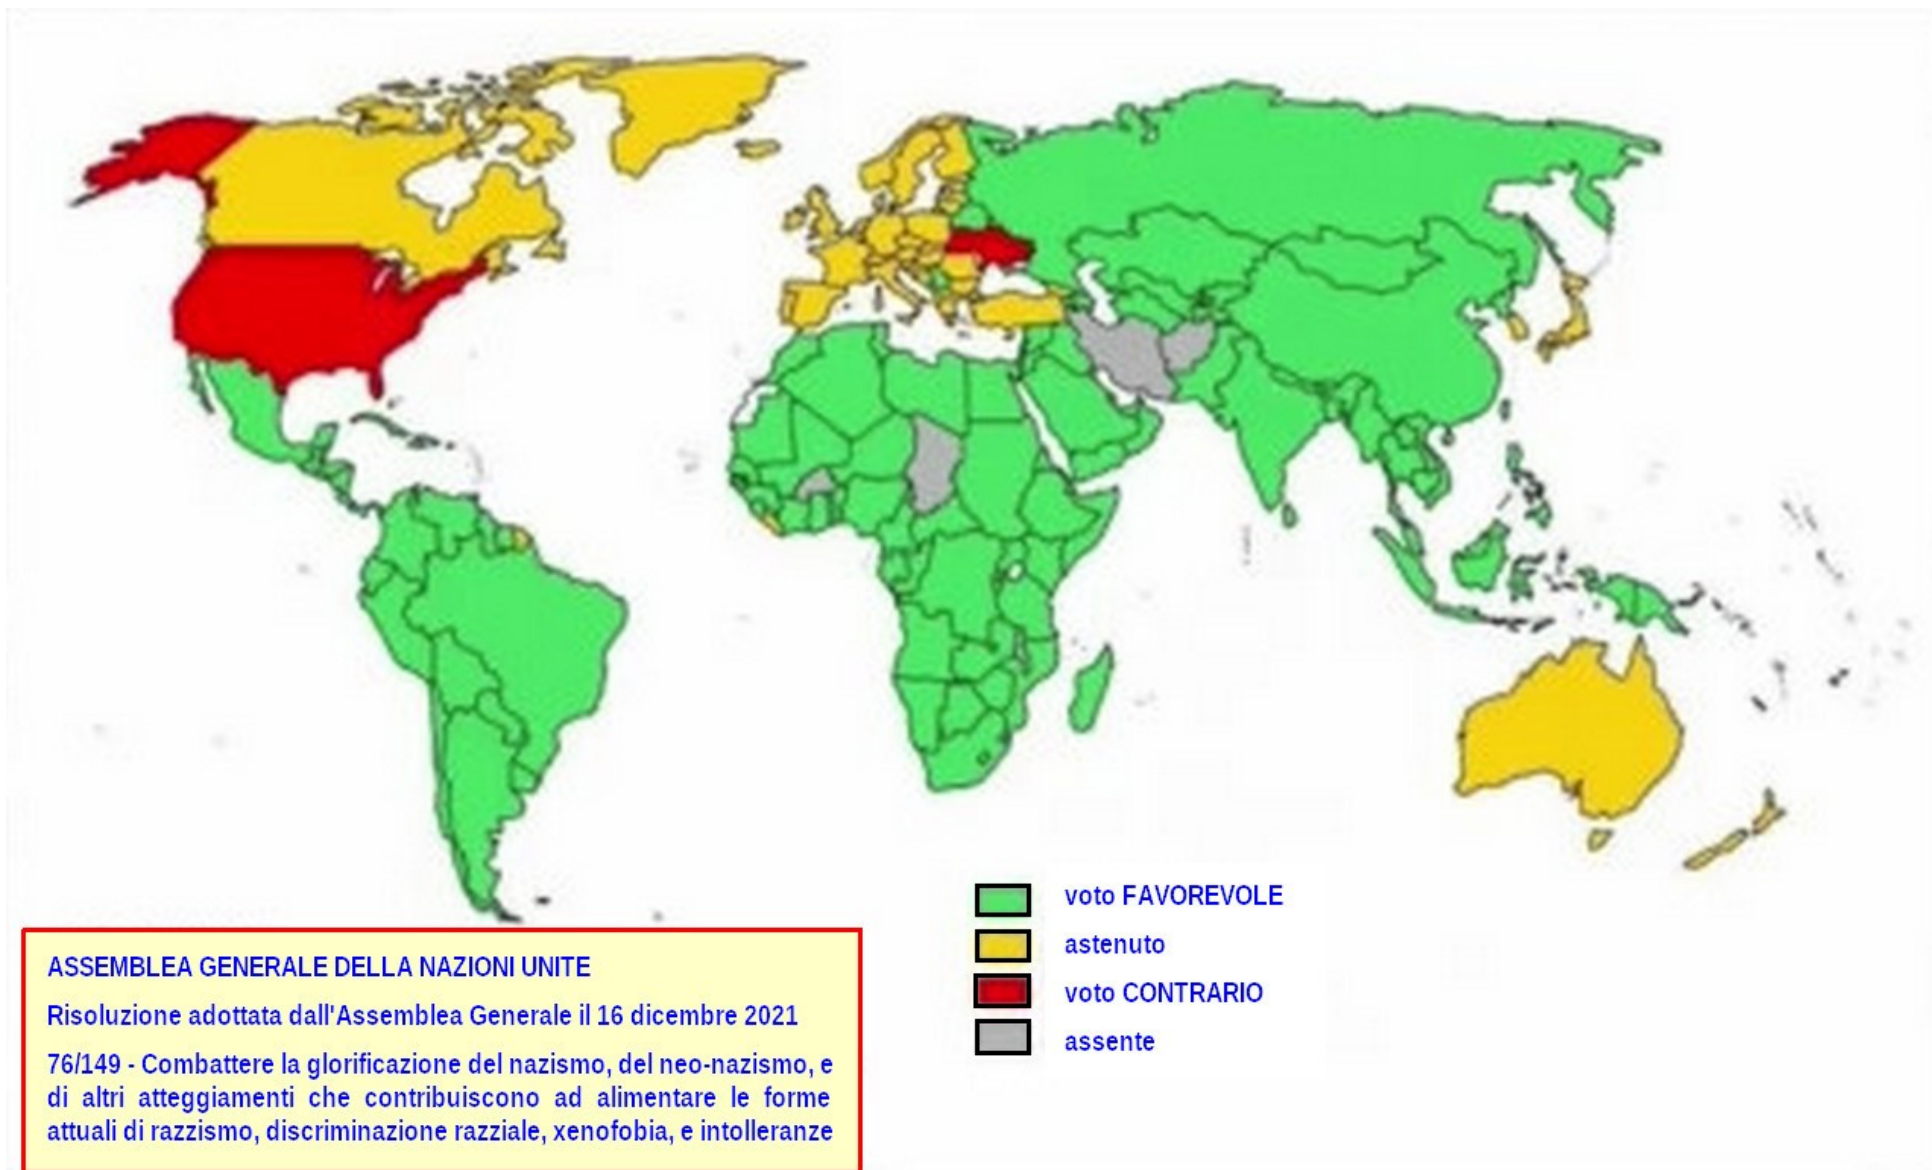 voto FAVOREVOLE
astenuto
voto CONTRARIO
assente
ASSEMBLEA GENERALE DELLA NAZIONI UNITE
Risoluzione adottata dall'Assemblea Generale il 16 dicembre 2021
76/149 - Combattere la glorificazione del nazismo, del neo-nazismo, e
di altri atteggiamenti che contribuiscono ad alimentare le forme
attuali di razzismo, discriminazione razziale, xenofobia, e intolleranze